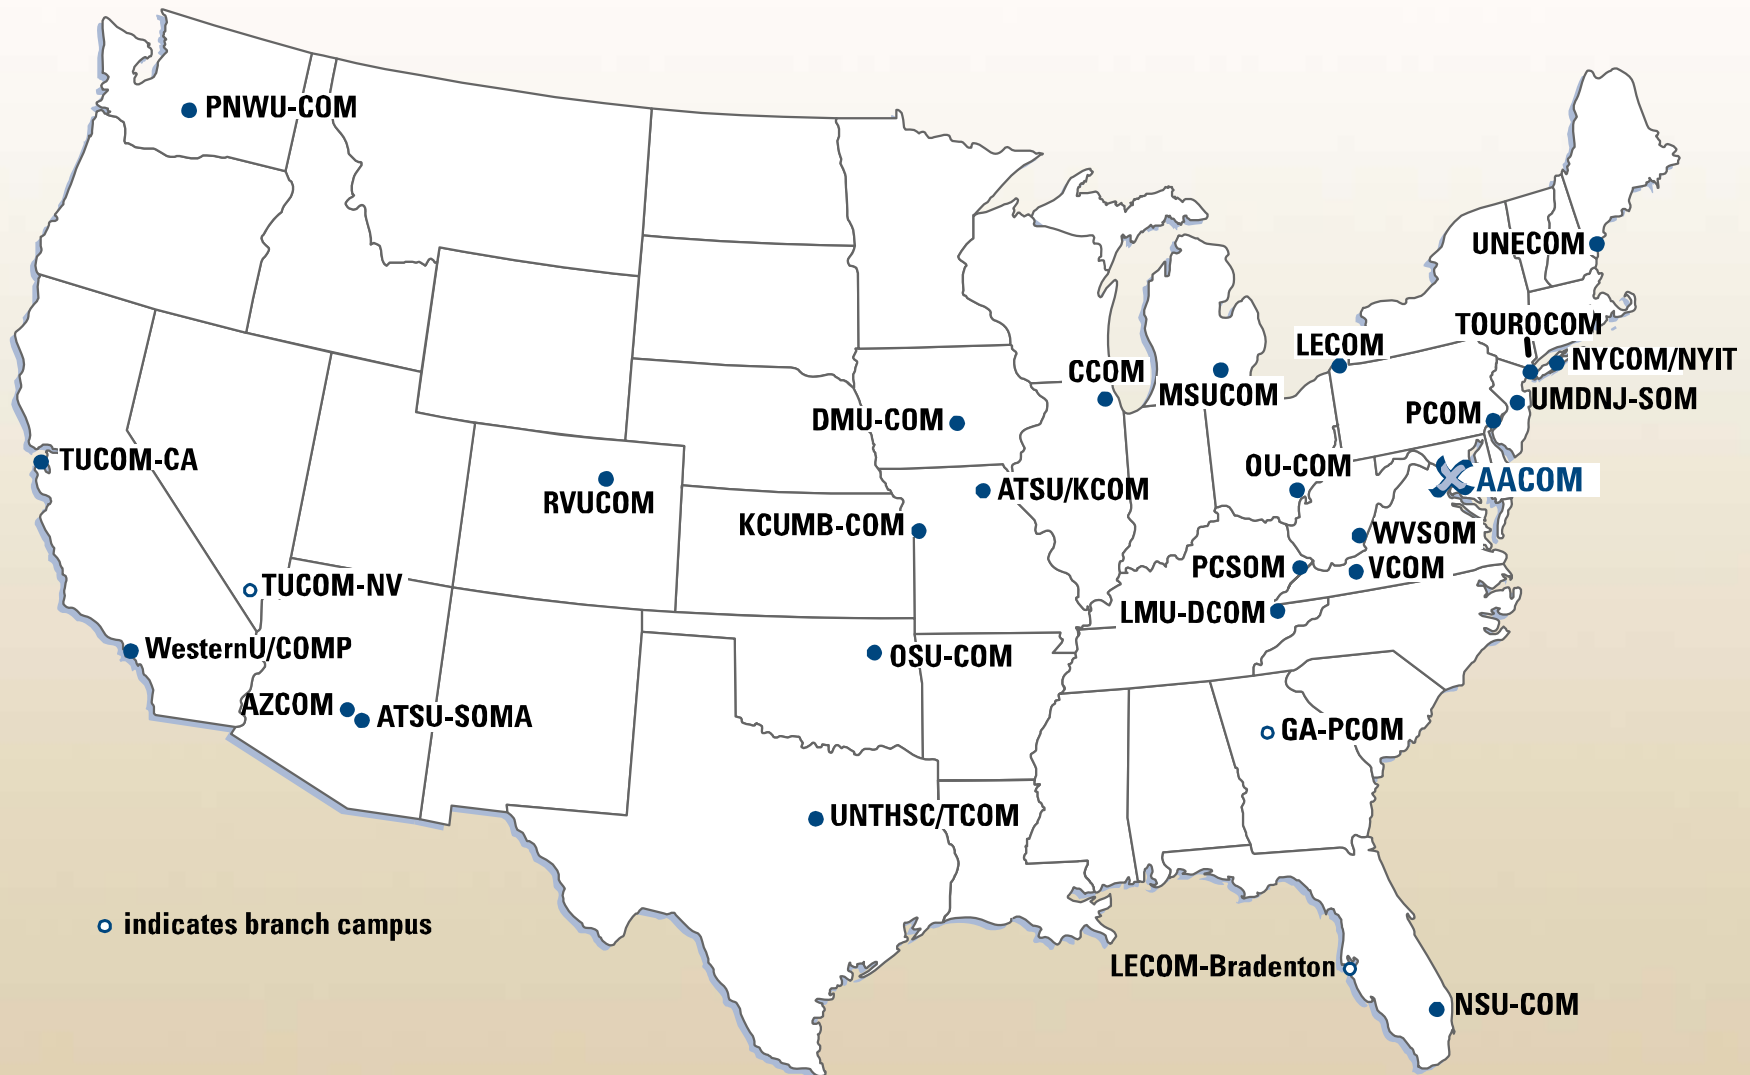 PNWU-COM
UNECOM
TOUROCOM
LECOM
NYCOM/NYIT
CCOM
MSUCOM
UMDNJ-SOM
PCOM
DMU-COM
TUCOM-CA
OU-COM
AACOM
RVUCOM
ATSU/KCOM
KCUMB-COM
WVSOM
PCSOM
VCOM
TUCOM-NV
LMU-DCOM
WesternU/COMP
OSU-COM
AZCOM
ATSU-SOMA
GA-PCOM
UNTHSC/TCOM
indicates branch campus
LECOM-Bradenton
NSU-COM